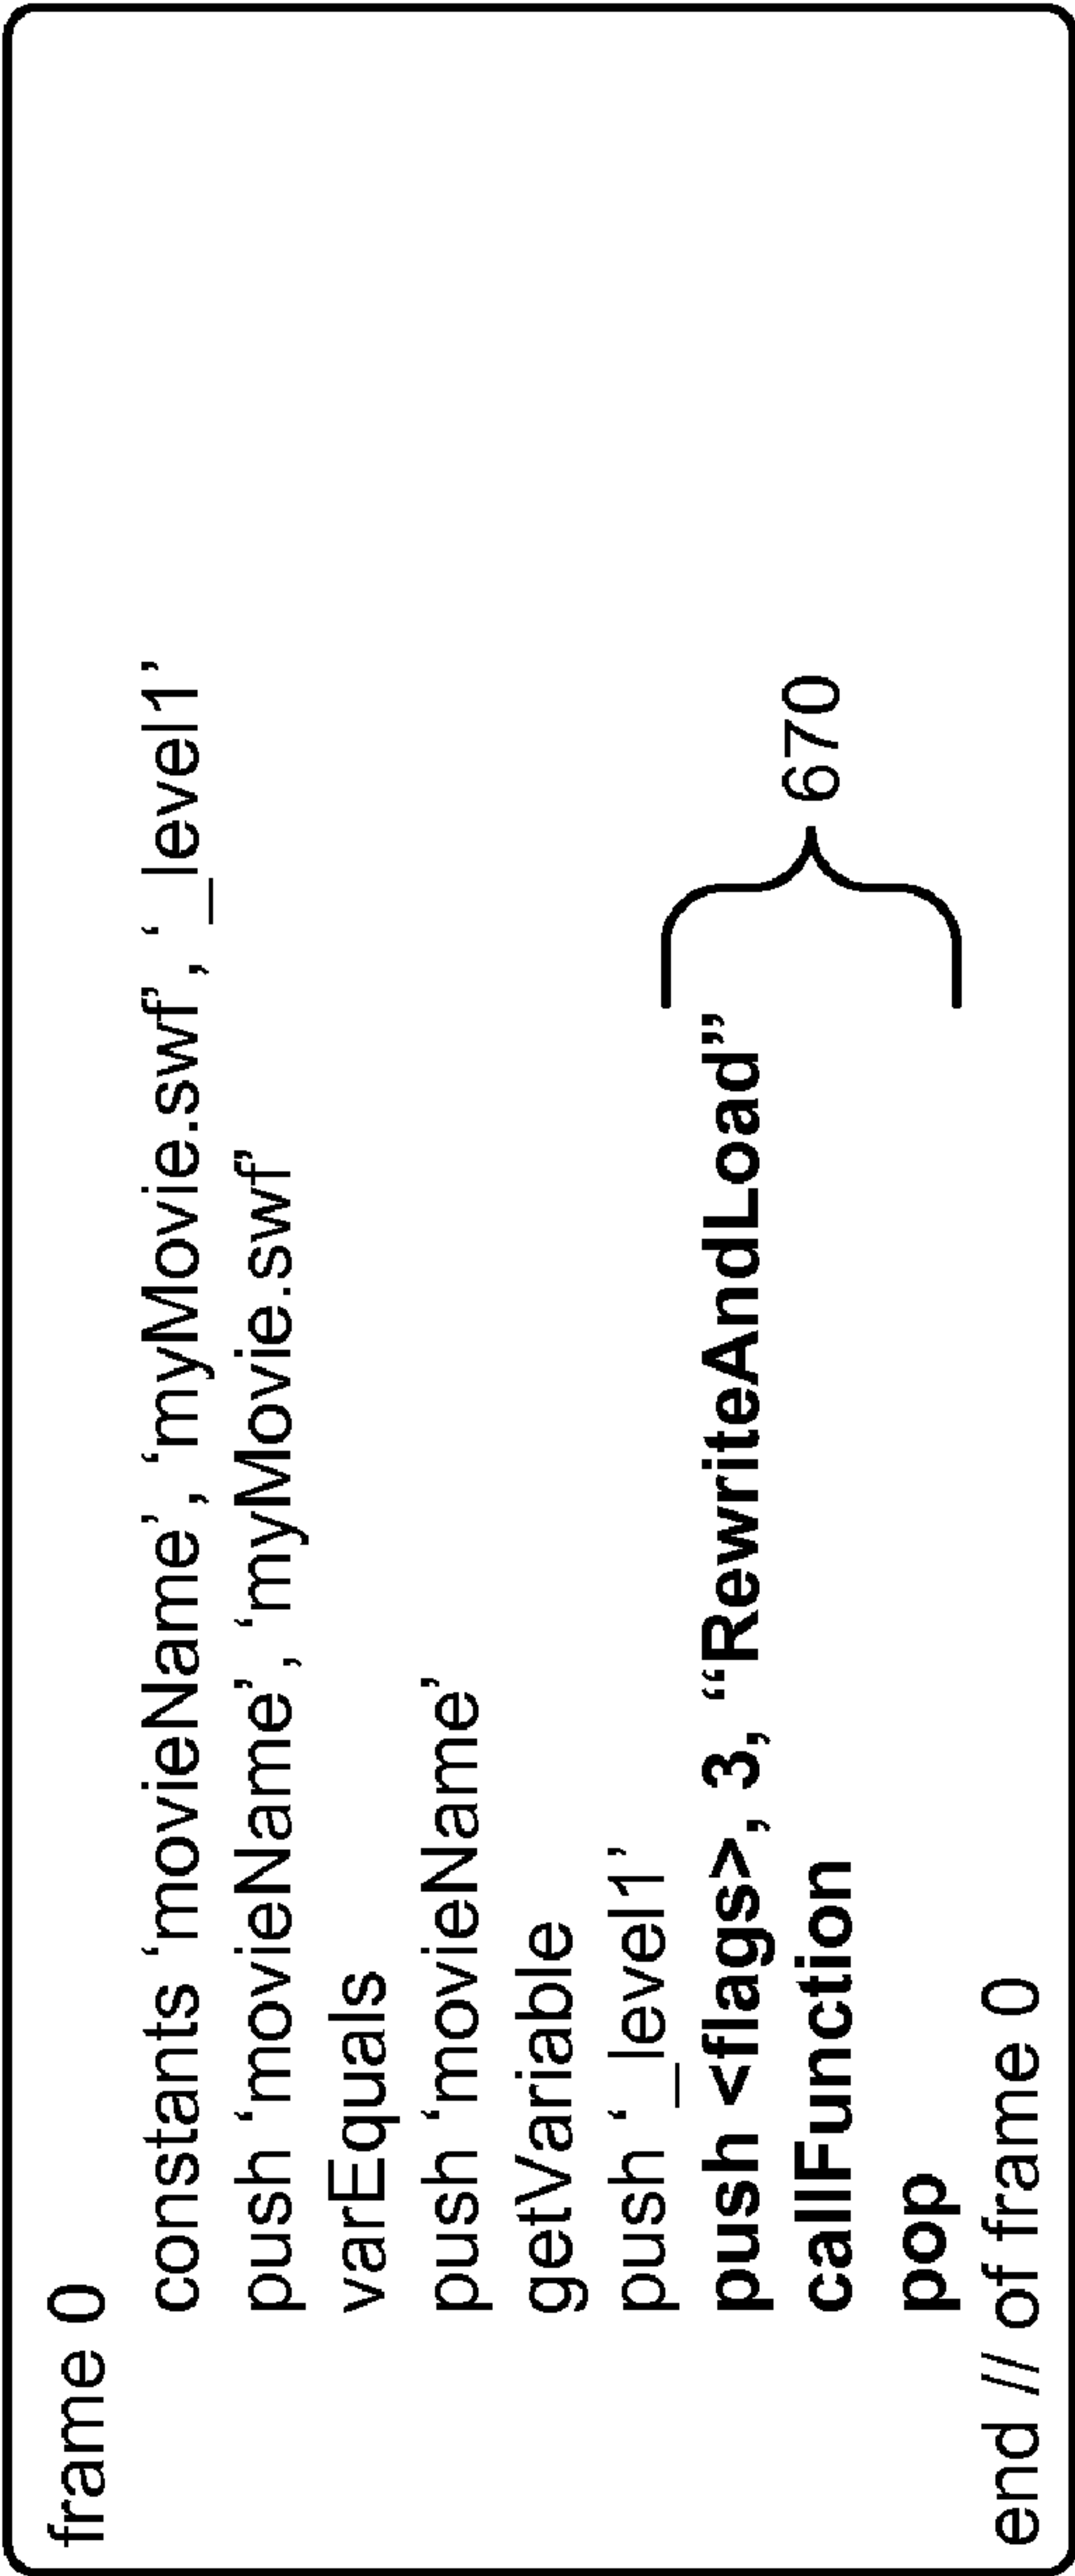 frame 0
constants ‘movieName’, ‘myMovie.swf’, ‘_level1’
push ‘movieName’, ‘myMovie.swf’
varEquals
push ‘movieName’
getVariable
push ‘_level1’
push <flags>, 3, “RewriteAndLoad”
callFunction
670
pop
end // of frame 0